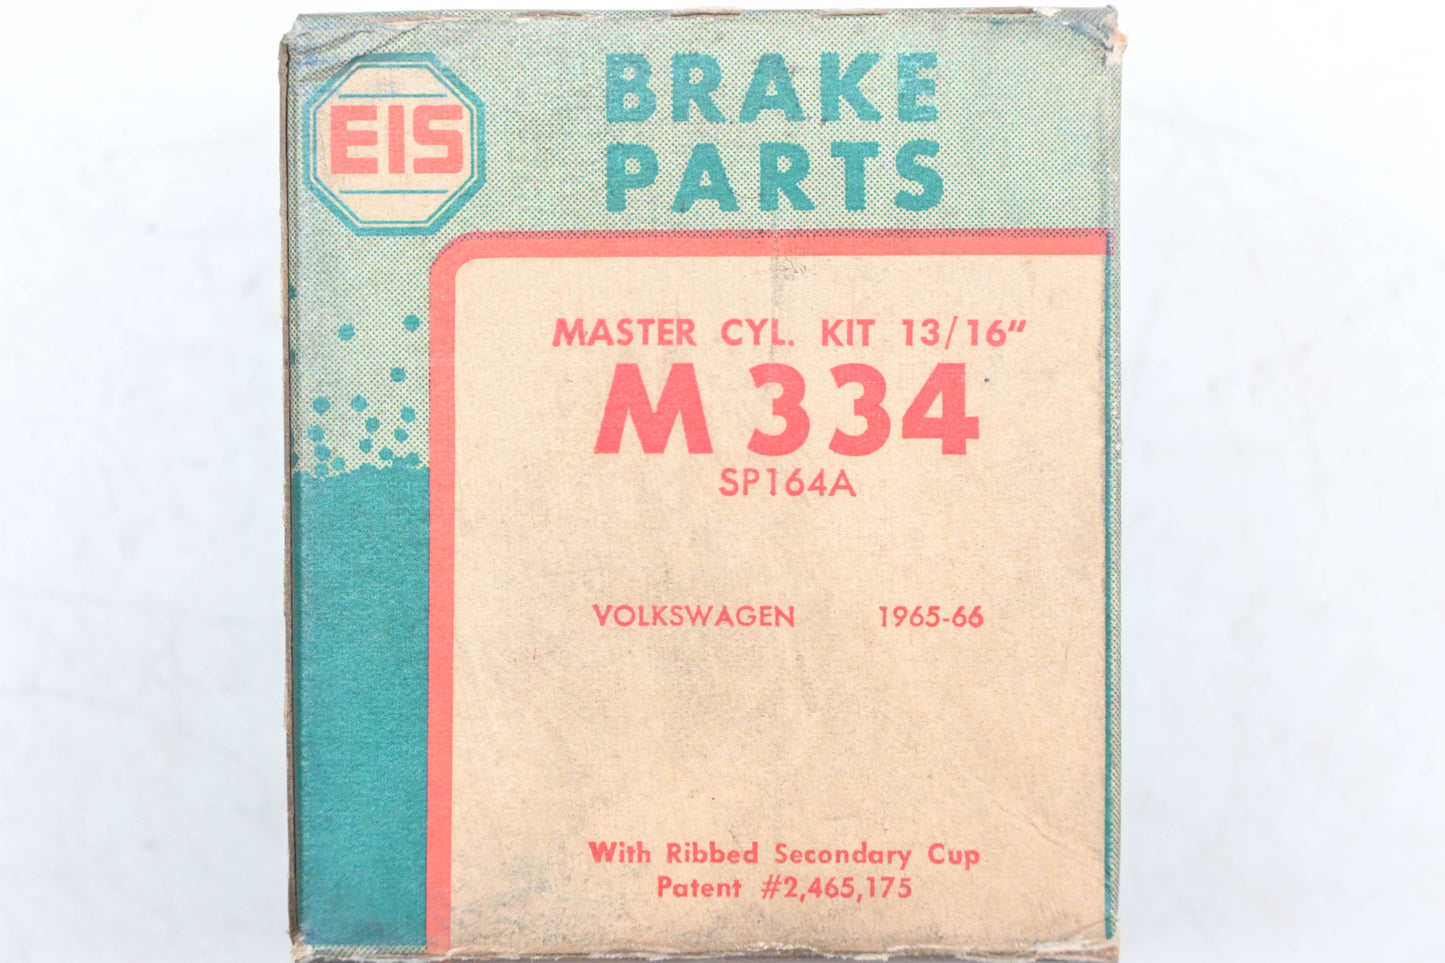 EIS
BRAKE
PARTS
MASTER CYL. KIT 13/16"
M 334
SP164A
VOLKSWAGEN 1965-66
With Ribbed Secondary Cup
Patent #2,465,175